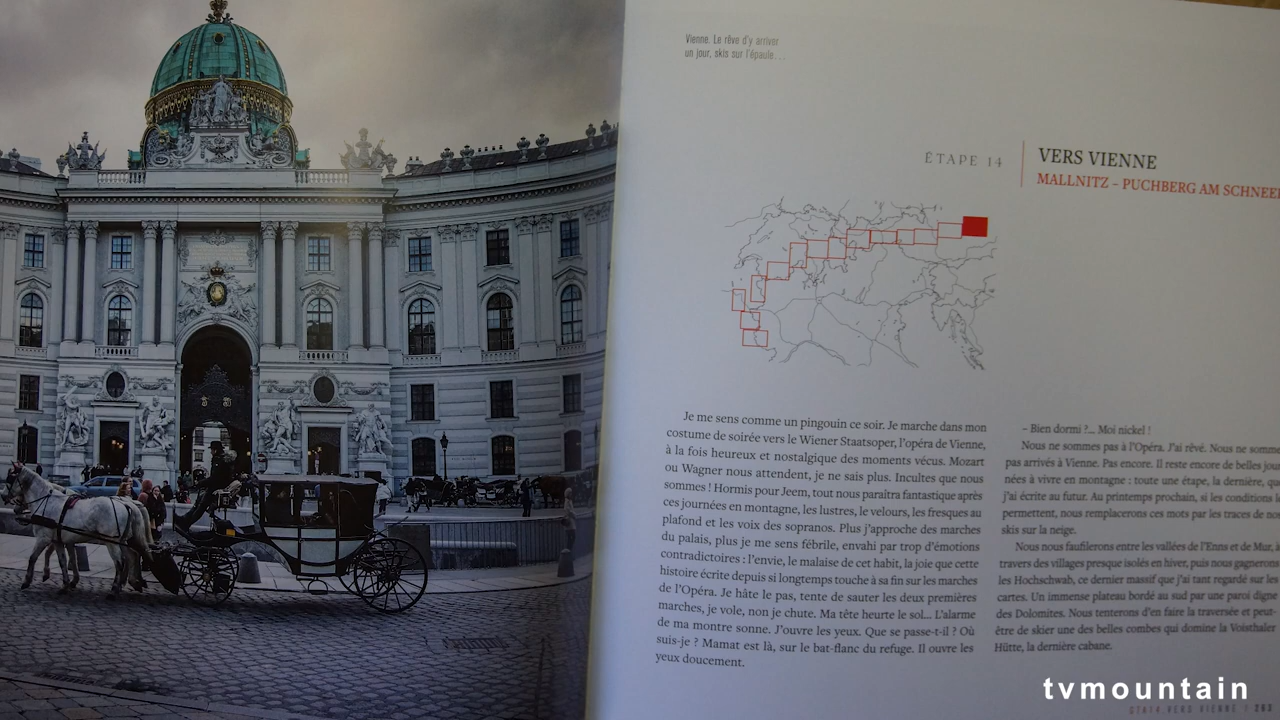 Vienne. Le rêve d'y arriver
un jour, skis sur l'épaule...
ÉTAPE 14
VERS VIENNE
MALLNITZ – PUCHBERG AM SCHNEE
Je me sens comme un pingouin ce soir. Je marche dans mon
costume de soirée vers le Wiener Staatsoper, l'opéra de Vienne,
à la fois heureux et nostalgique des moments vécus. Mozart
ou Wagner nous attendent, je ne sais plus. Incultes que nous
sommes ! Hormis pour Jeem, tout nous paraîtra fantastique après
ces journées en montagne, les lustres, le velours, les fresques au
plafond et les voix des sopranos. Plus j'approche des marches
du palais, plus je me sens fébrile, envahi par trop d'émotions
contradictoires : l'envie, le malaise de cet habit, la joie que cette
histoire écrite depuis si longtemps touche à sa fin sur les marches
de l'Opéra. Je hâte le pas, tente de sauter les deux premières
marches, je vole, non je chute. Ma tête heurte le sol... L'alarme
de ma montre sonne. J'ouvre les yeux. Que se passe-t-il ? Où
suis-je ? Mamat est là, sur le bat-flanc du refuge. Il ouvre les
yeux doucement.
– Bien dormi ?... Moi nickel !
Nous ne sommes pas à l'Opéra. J'ai rêvé. Nous ne somme
pas arrivés à Vienne. Pas encore. Il reste encore de belles jour
nées à vivre en montagne : toute une étape, la dernière, qu
j'ai écrite au futur. Au printemps prochain, si les conditions l
permettent, nous remplacerons ces mots par les traces de no
skis sur la neige.
Nous nous faufilerons entre les vallées de l'Enns et de Mur, à
travers des villages presque isolés en hiver, puis nous gagnerons
les Hochschwab, ce dernier massif que j'ai tant regardé sur les
cartes. Un immense plateau bordé au sud par une paroi digne
des Dolomites. Nous tenterons d'en faire la traversée et peut-
être de skier une des belles combes qui domine la Voisthaler
Hütte, la dernière cabane.
tvmountain
VERS VIENNE | 263